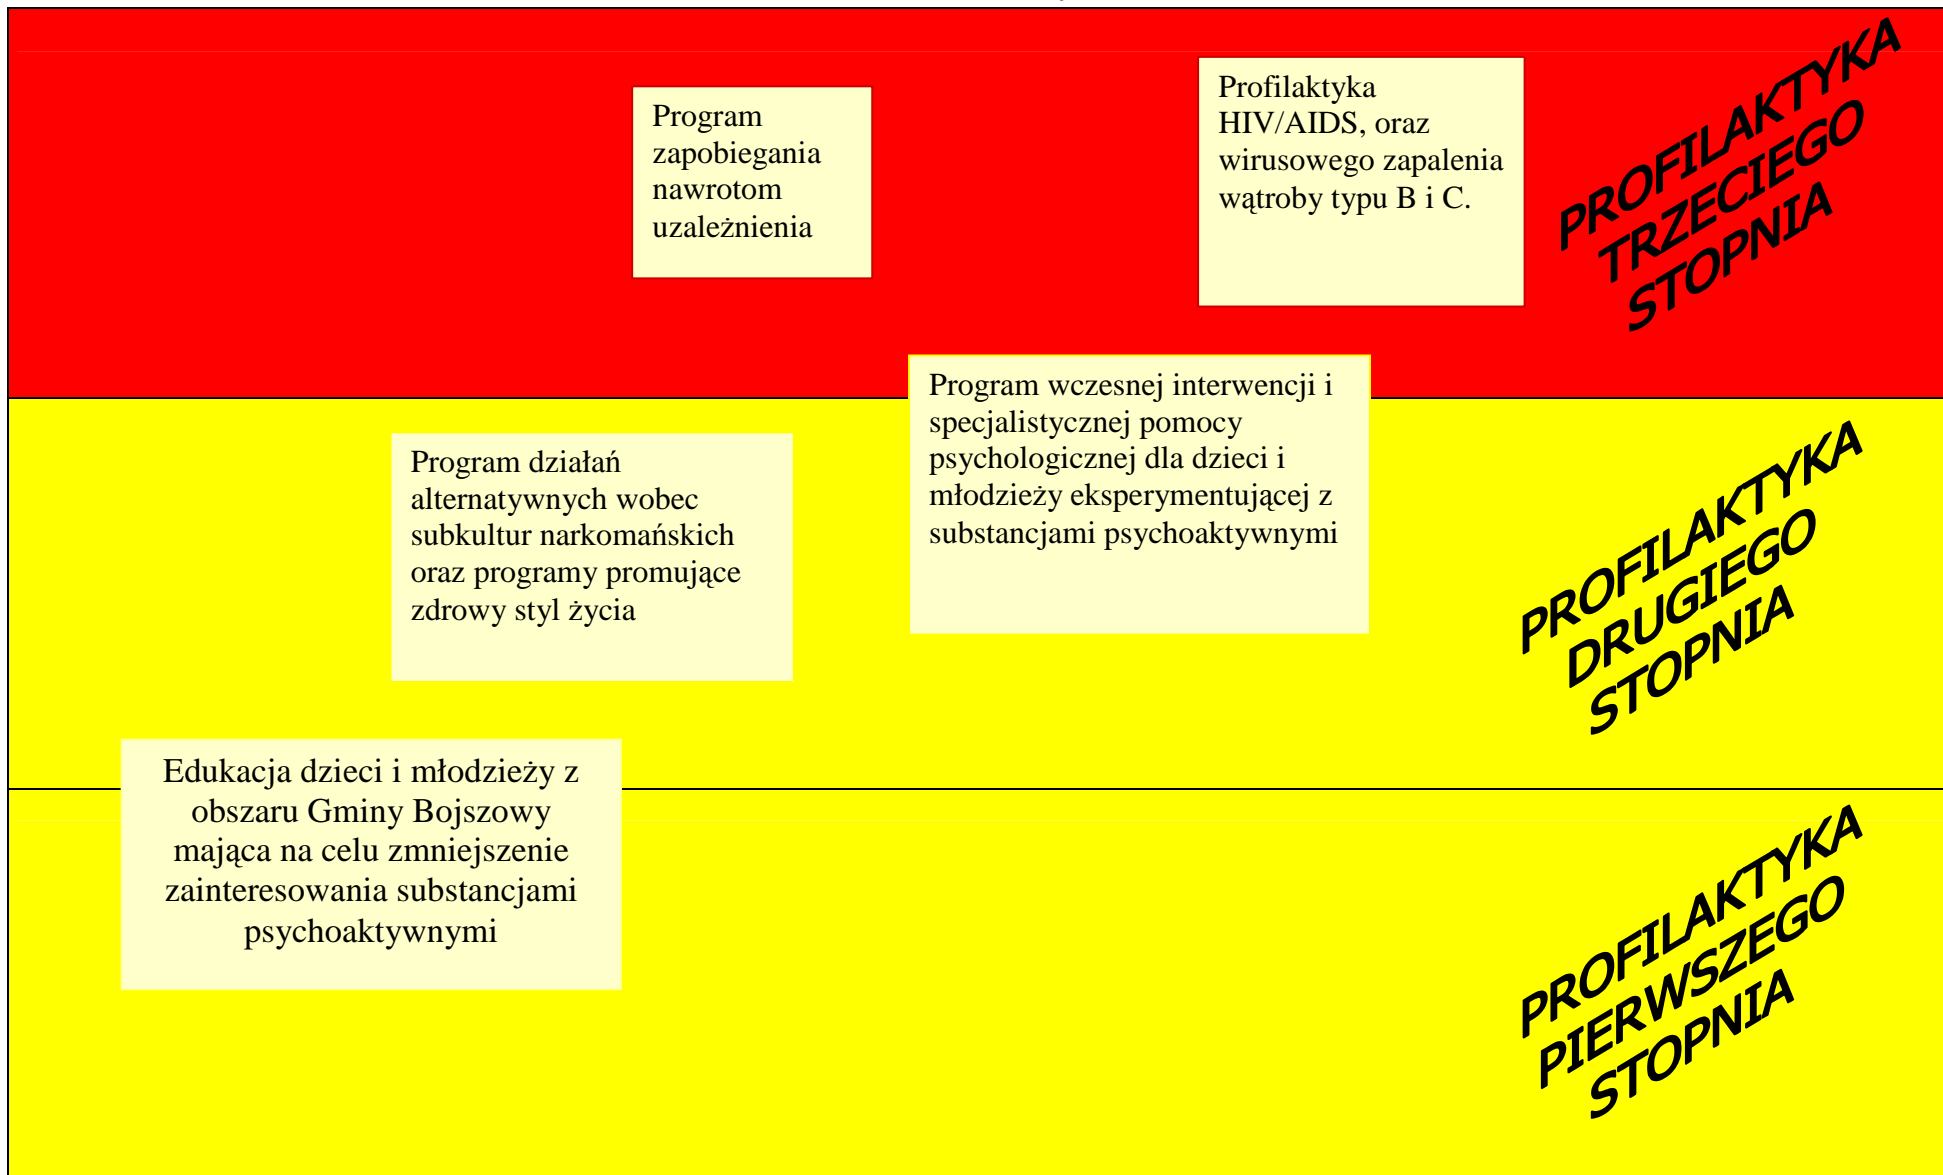 Program
zapobiegania
nawrotom
uzależnienia
Profilaktyka
HIV/AIDS, oraz
wirusowego zapalenia
wątroby typu B i C.
PROFILAKTYKA
TRZECIEGO
STOPNIA
Program działań
alternatywnych wobec
subkultur narkomańskich
oraz programy promujące
zdrowy styl życia
Program wczesnej interwencji i
specjalistycznej pomocy
psychologicznej dla dzieci i
młodzieży eksperymentującej z
substancjami psychoaktywnymi
PROFILAKTYKA
DRUGIEGO
STOPNIA
Edukacja dzieci i młodzieży z
obszaru Gminy Bojszowy
mająca na celu zmniejszenie
zainteresowania substancjami
psychoaktywnymi
PROFILAKTYKA
PIERWSZEGO
STOPNIA